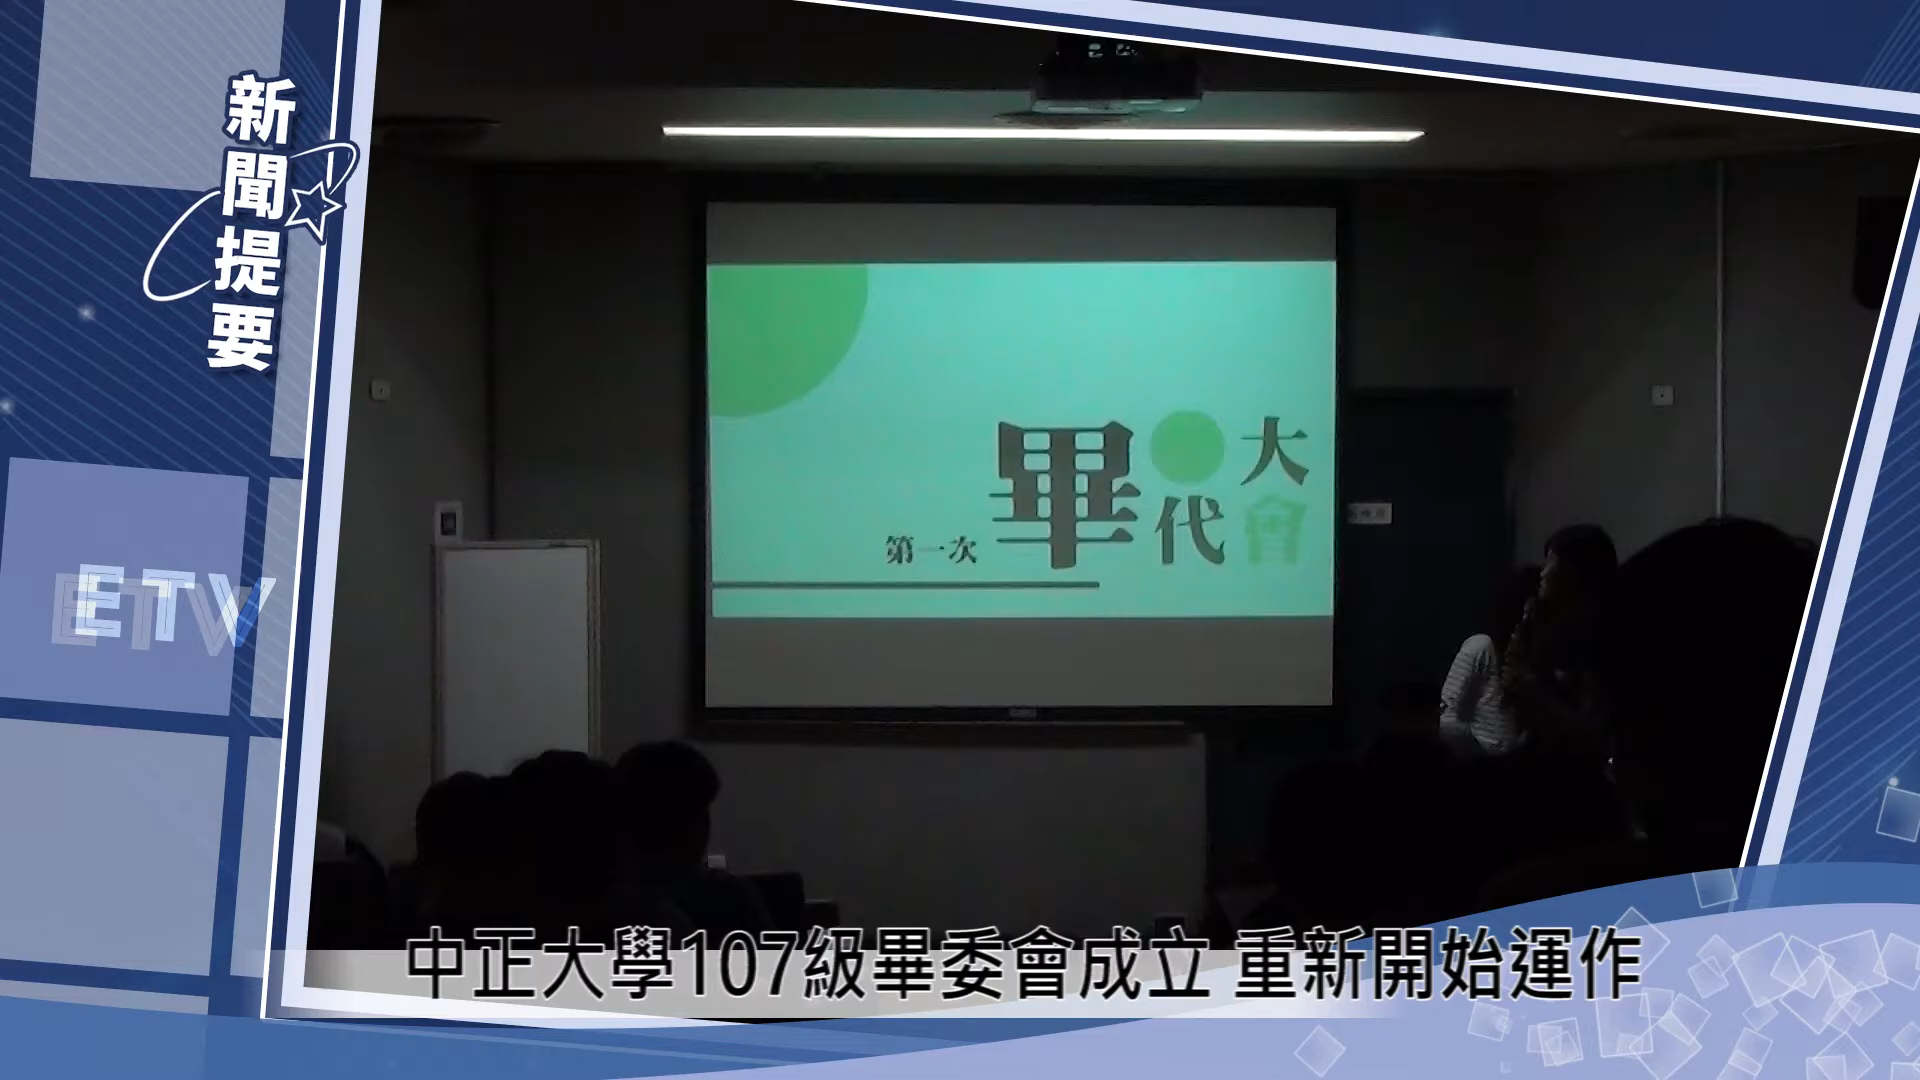 新聞提要
大
畢代會
第一次
ETV
中正大學107級畢委會成立 重新開始運作